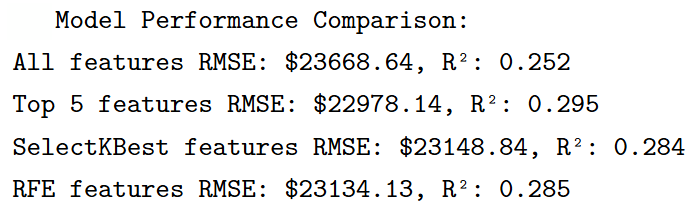 Model Performance Comparison:
All features RMSE: $23668.64, R²: 0.252
Top 5 features RMSE: $22978.14, R²: 0.295
SelectKBest features RMSE: $23148.84, R²: 0.284
RFE features RMSE: $23134.13, R²: 0.285